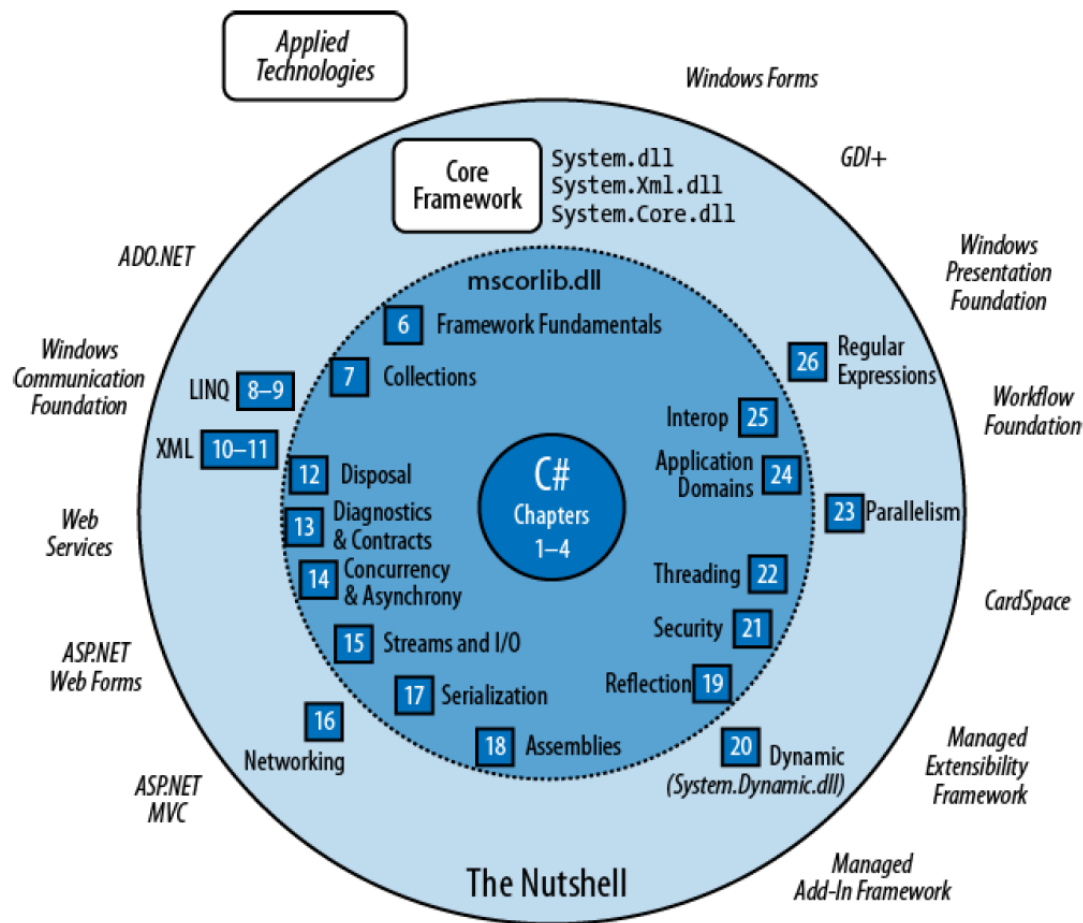 Applied
Technologies
Windows Forms
GDI+
Core
Framework
System.dll
System.Xml.dll
System.Core.dll
ADO.NET
Windows
Presentation
Foundation
mscorlib.dll
6 Framework Fundamentals
Windows
Communication
Foundation
7 Collections
LINQ 8–9
26 Regular
Expressions
Workflow
Foundation
Interop 25
XML 10–11
12 Disposal
C#
Chapters
1–4
Application
Domains 24
Web
Services
13 Diagnostics
& Contracts
23 Parallelism
14 Concurrency
& Asynchrony
Threading 22
CardSpace
15 Streams and I/O
Security 21
ASP.NET
Web Forms
17 Serialization
Reflection 19
16
Networking
18 Assemblies
20 Dynamic
(System.Dynamic.dll)
Managed
Extensibility
Framework
ASP.NET
MVC
The Nutshell
Managed
Add-In Framework